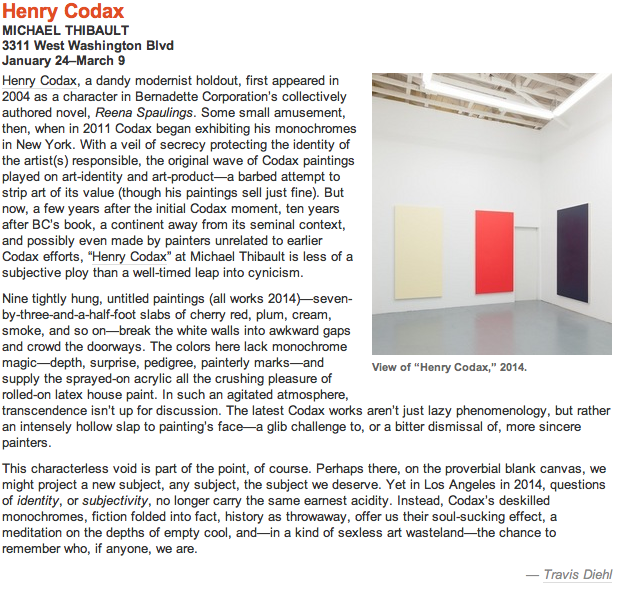 Henry Codax
MICHAEL THIBAULT
3311 West Washington Blvd
January 24–March 9
Henry Codax, a dandy modernist holdout, first appeared in
2004 as a character in Bernadette Corporation's collectively
authored novel, Reena Spaulings. Some small amusement,
then, when in 2011 Codax began exhibiting his monochromes
in New York. With a veil of secrecy protecting the identity of
the artist(s) responsible, the original wave of Codax paintings
played on art-identity and art-product—a barbed attempt to
strip art of its value (though his paintings sell just fine). But
now, a few years after the initial Codax moment, ten years
after BC's book, a continent away from its seminal context,
and possibly even made by painters unrelated to earlier
Codax efforts, “Henry Codax” at Michael Thibault is less of a
subjective ploy than a well-timed leap into cynicism.
View of “Henry Codax,” 2014.
Nine tightly hung, untitled paintings (all works 2014)—seven-
by-three-and-a-half-foot slabs of cherry red, plum, cream,
smoke, and so on—break the white walls into awkward gaps
and crowd the doorways. The colors here lack monochrome
magic—depth, surprise, pedigree, painterly marks—and
supply the sprayed-on acrylic all the crushing pleasure of
rolled-on latex house paint. In such an agitated atmosphere,
transcendence isn't up for discussion. The latest Codax works aren't just lazy phenomenology, but rather
an intensely hollow slap to painting's face—a glib challenge to, or a bitter dismissal of, more sincere
painters.
This characterless void is part of the point, of course. Perhaps there, on the proverbial blank canvas, we
might project a new subject, any subject, the subject we deserve. Yet in Los Angeles in 2014, questions
of identity, or subjectivity, no longer carry the same earnest acidity. Instead, Codax's deskilled
monochromes, fiction folded into fact, history as throwaway, offer us their soul-sucking effect, a
meditation on the depths of empty cool, and—in a kind of sexless art wasteland—the chance to
remember who, if anyone, we are.
— Travis Diehl